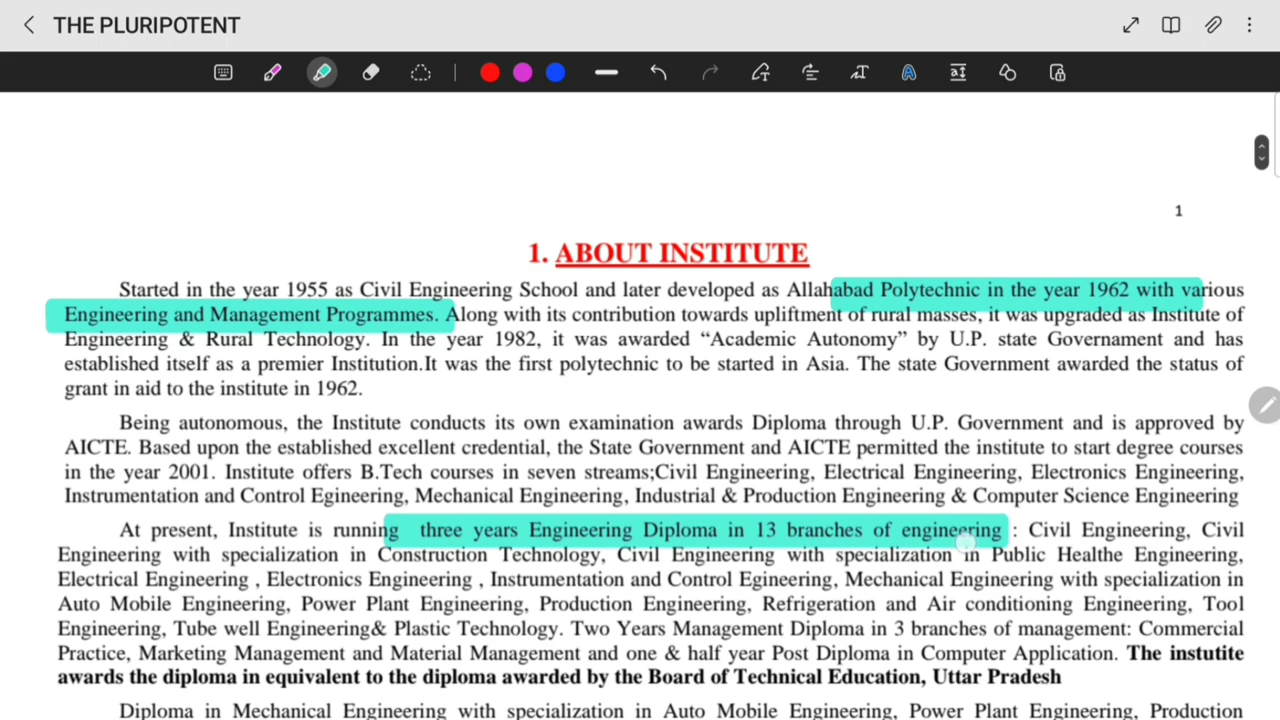 THE PLURIPOTENT
1
1. ABOUT INSTITUTE
Started in the year 1955 as Civil Engineering School and later developed as Allahabad Polytechnic in the year 1962 with various
Engineering and Management Programmes. Along with its contribution towards upliftment of rural masses, it was upgraded as Institute of
Engineering & Rural Technology. In the year 1982, it was awarded “Academic Autonomy” by U.P. state Governament and has
established itself as a premier Institution.It was the first polytechnic to be started in Asia. The state Government awarded the status of
grant in aid to the institute in 1962.
Being autonomous, the Institute conducts its own examination awards Diploma through U.P. Government and is approved by
AICTE. Based upon the established excellent credential, the State Government and AICTE permitted the institute to start degree courses
in the year 2001. Institute offers B.Tech courses in seven streams;Civil Engineering, Electrical Engineering, Electronics Engineering,
Instrumentation and Control Egineering, Mechanical Engineering, Industrial & Production Engineering & Computer Science Engineering
At present, Institute is running three years Engineering Diploma in 13 branches of engineering : Civil Engineering, Civil
Engineering with specialization in Construction Technology, Civil Engineering with specialization in Public Healthe Engineering,
Electrical Engineering , Electronics Engineering , Instrumentation and Control Egineering, Mechanical Engineering with specialization in
Auto Mobile Engineering, Power Plant Engineering, Production Engineering, Refrigeration and Air conditioning Engineering, Tool
Engineering, Tube well Engineering& Plastic Technology. Two Years Management Diploma in 3 branches of management: Commercial
Practice, Marketing Management and Material Management and one & half year Post Diploma in Computer Application. The instutite
awards the diploma in equivalent to the diploma awarded by the Board of Technical Education, Uttar Pradesh
Diploma in Mechanical Engineering with specialization in Auto Mobile Engineering, Power Plant Engineering, Production